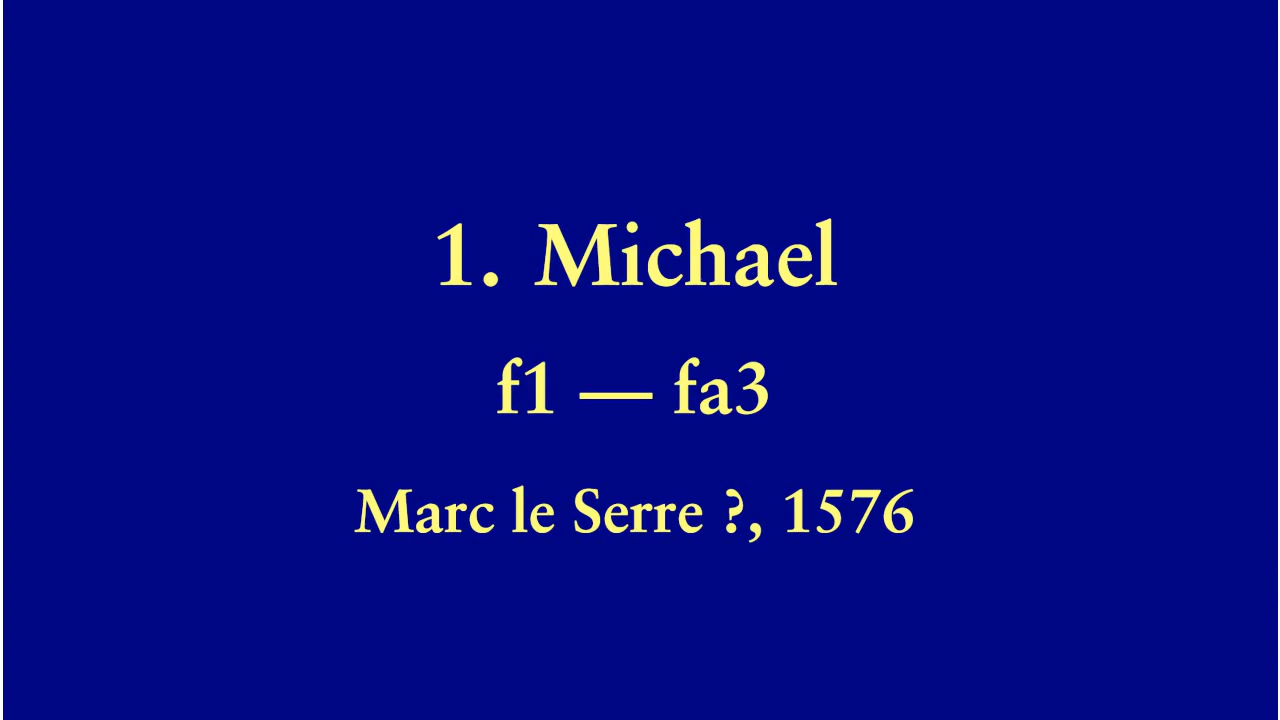 1. Michael
f1 — fa3
Marc le Serre ?, 1576